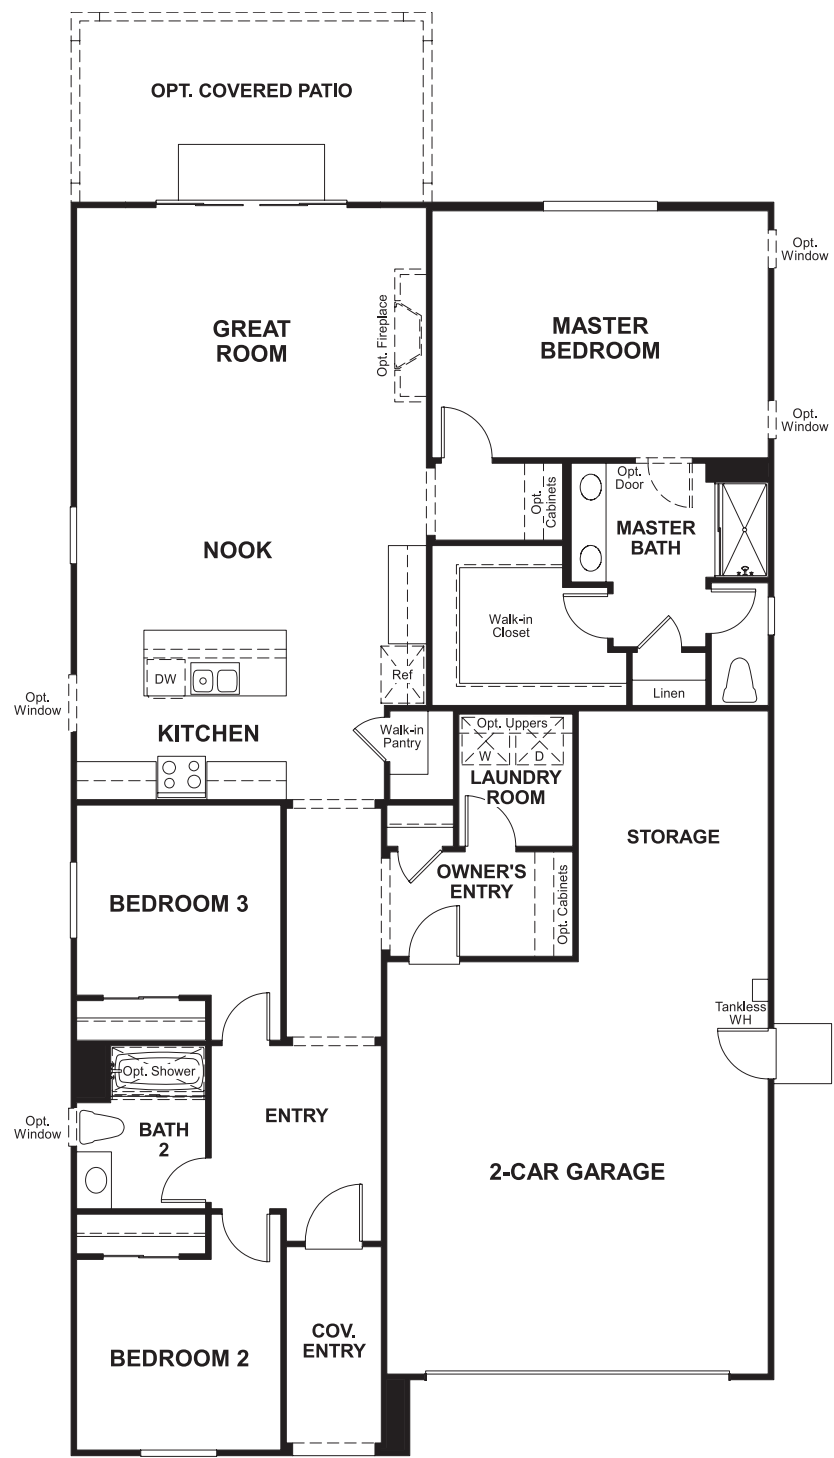 OPT. COVERED PATIO
Opt.
Window
GREAT
ROOM
Opt. Fireplace
MASTER
BEDROOM
Opt.
Window
Opt.
Door
Opt.
Cabinets
MASTER
BATH
NOOK
Walk-in
Closet
DW
Ref
Linen
Opt.
Window
KITCHEN
Walk-in
Pantry
Opt. Uppers
W
D
LAUNDRY
ROOM
STORAGE
OWNER'S
ENTRY
Opt. Cabinets
BEDROOM 3
Tankless
WH
Opt. Shower
Opt.
Window
BATH
2
ENTRY
2-CAR GARAGE
COV.
ENTRY
BEDROOM 2